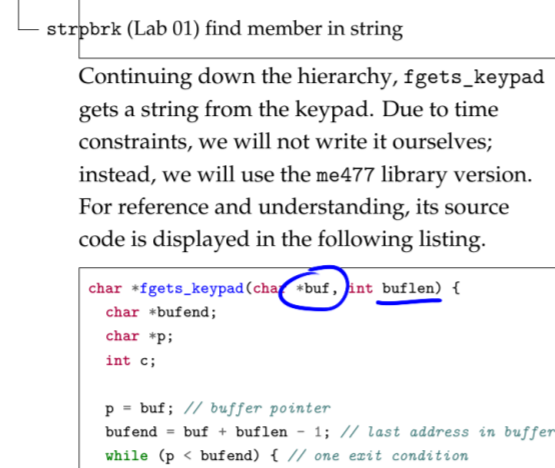 strpbrk (Lab 01) find member in string
Continuing down the hierarchy, fgets_keypad
gets a string from the keypad. Due to time
constraints, we will not write it ourselves;
instead, we will use the me477 library version.
For reference and understanding, its source
code is displayed in the following listing.
char *fgets_keypad(char *buf, int buflen) {
char *bufend;
char *p;
int c;
p = buf; // buffer pointer
bufend = buf + buflen - 1; // last address in buffer
while (p < bufend) { // one exit condition